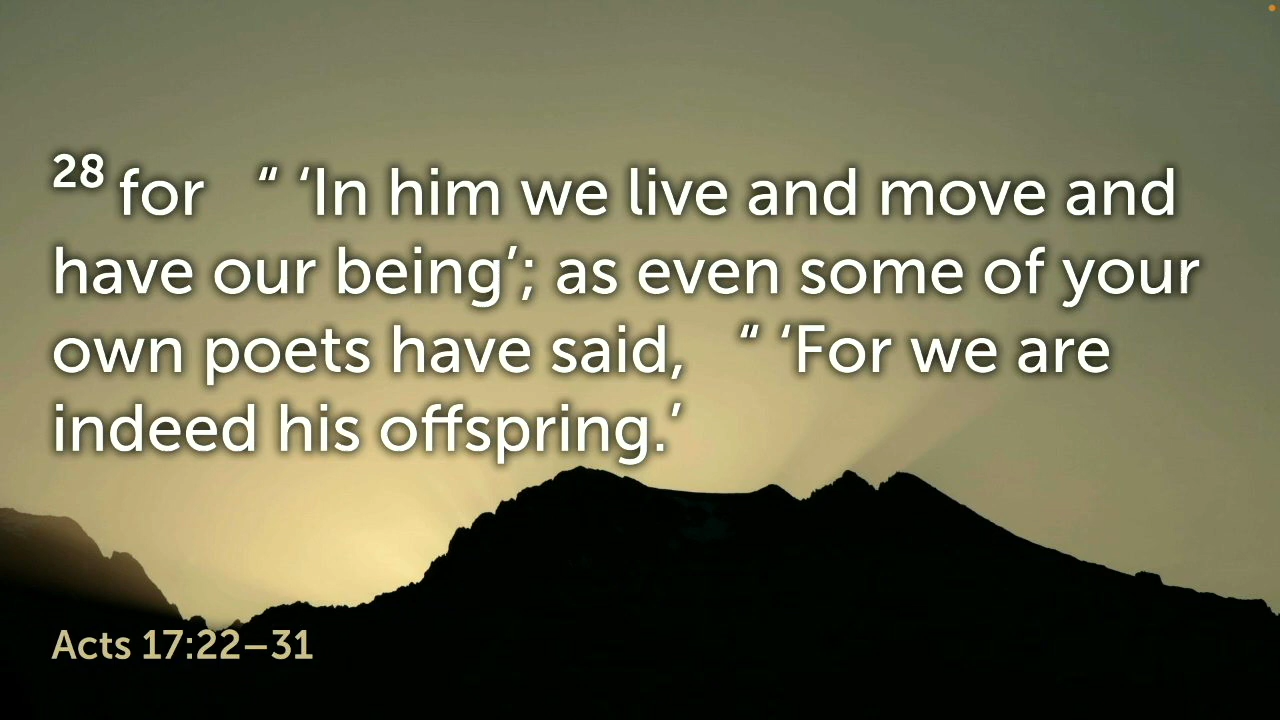 28 for “ ‘In him we live and move and
have our being’; as even some of your
own poets have said, “ ‘For we are
indeed his offspring.’
Acts 17:22–31